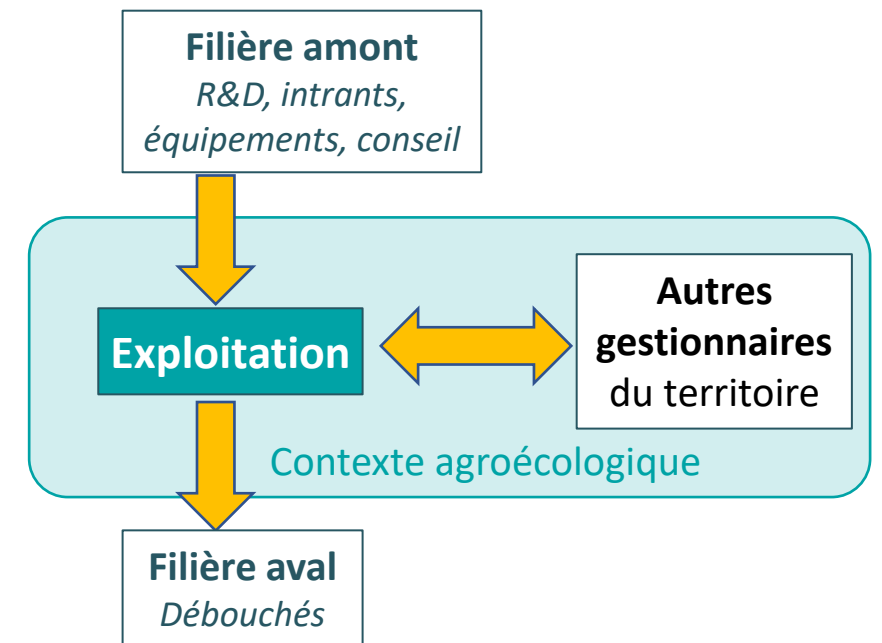 Filière amont
R&D, intrants,
équipements, conseil
Exploitation
Autres
gestionnaires
du territoire
Contexte agroécologique
Filière aval
Débouchés